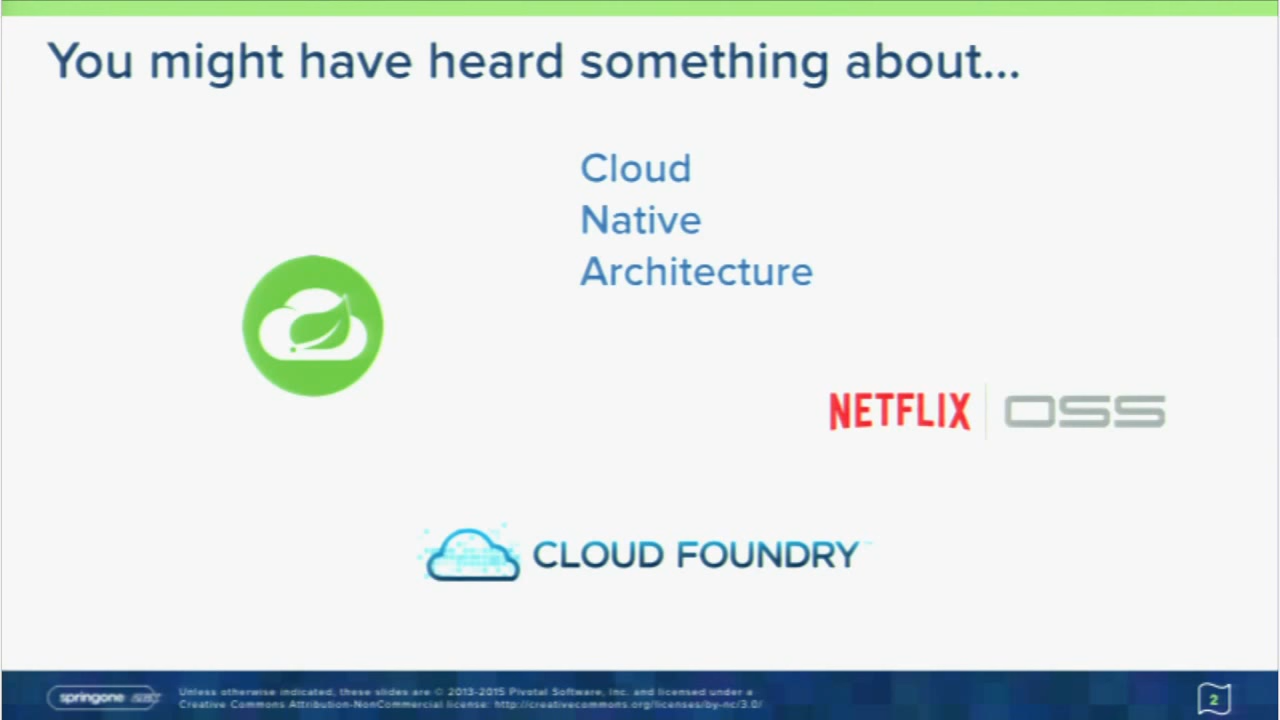 You might have heard something about...
Cloud
Native
Architecture
NETFLIX OSS
CLOUD FOUNDRY
springone
Unless otherwise indicated, these slides are © 2013-2015 Pivotal Software, Inc. and licensed under a
Creative Commons Attribution-NonCommercial license: http://creativecommons.org/licenses/by-nc/3.0/
2